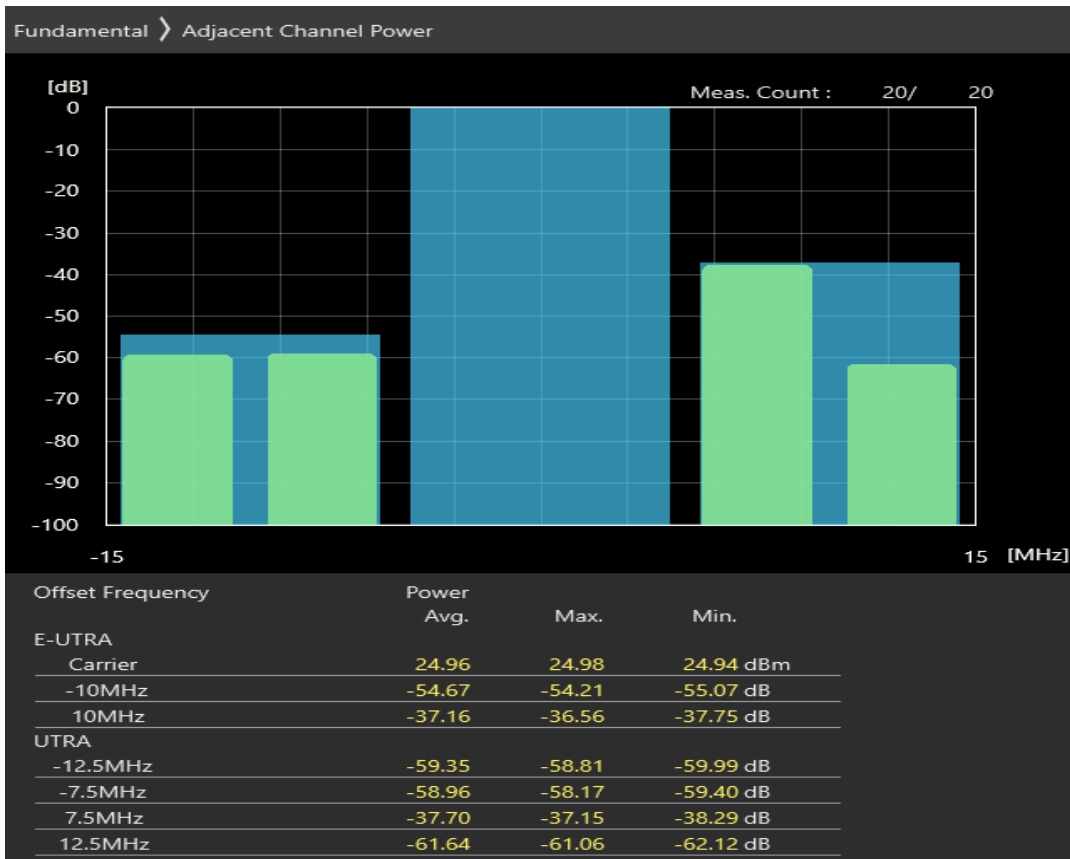 Fundamental 〉 Adjacent Channel Power
[dB]
Meas. Count : 20/ 20
0
-10
-20
-30
-40
-50
-60
-70
-80
-90
-100
-15 15 [MHz]
Offset Frequency Power
Avg. Max. Min.
E-UTRA
Carrier 24.96 24.98 24.94 dBm
-10MHz -54.67 -54.21 -55.07 dB
10MHz -37.16 -36.56 -37.75 dB
UTRA
-12.5MHz -59.35 -58.81 -59.99 dB
-7.5MHz -58.96 -58.17 -59.40 dB
7.5MHz -37.70 -37.15 -38.29 dB
12.5MHz -61.64 -61.06 -62.12 dB